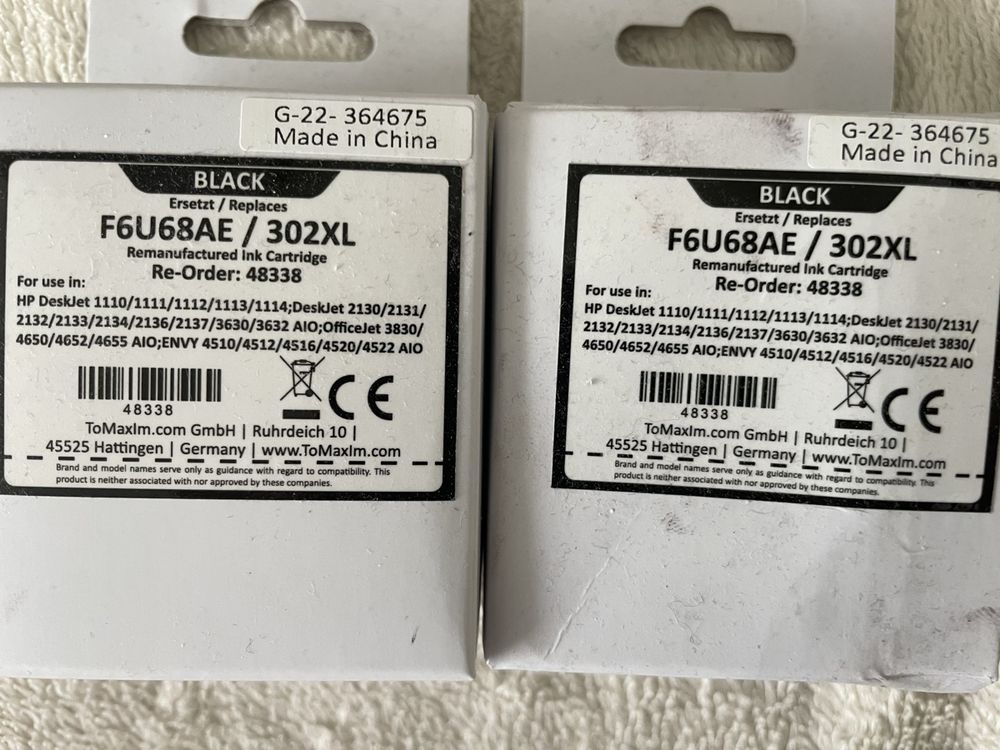 G-22- 364675
Made in China
BLACK
Ersetzt / Replaces
F6U68AE / 302XL
Remanufactured Ink Cartridge
Re-Order: 48338
For use in:
HP DeskJet 1110/1111/1112/1113/1114;DeskJet 2130/2131/
2132/2133/2134/2136/2137/3630/3632 AIO;OfficeJet 3830/
4650/4652/4655 AIO;ENVY 4510/4512/4516/4520/4522 AIO
48338
CE
ToMaxIm.com GmbH | Ruhrdeich 10 |
45525 Hattingen | Germany | www.ToMaxIm.com
Brand and model names serve only as guidance with regard to compatibility. This
product is neither associated with nor approved by these companies.
G-22- 364675
Made in China
BLACK
Ersetzt / Replaces
F6U68AE / 302XL
Remanufactured Ink Cartridge
Re-Order: 48338
For use in:
HP DeskJet 1110/1111/1112/1113/1114;DeskJet 2130/2131/
2132/2133/2134/2136/2137/3630/3632 AIO;OfficeJet 3830/
4650/4652/4655 AIO;ENVY 4510/4512/4516/4520/4522 AIO
48338
CE
ToMaxIm.com GmbH | Ruhrdeich 10 |
45525 Hattingen | Germany | www.ToMaxIm.com
Brand and model names serve only as guidance with regard to compatibility. This
product is neither associated with nor approved by these companies.